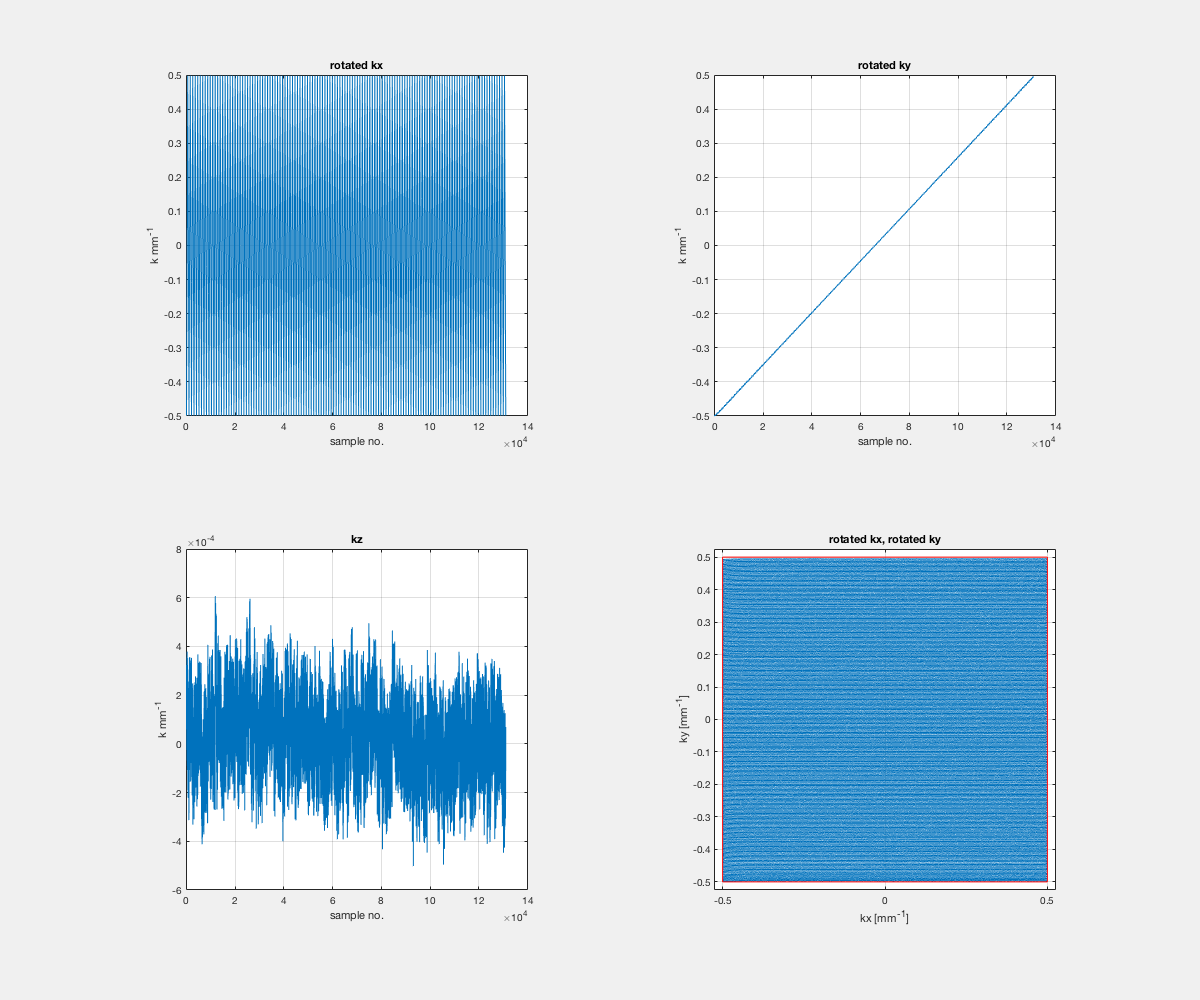 rotated kx
0.5
0.4
0.3
0.2
0.1
0
-0.1
-0.2
-0.3
-0.4
-0.5
k mm-1
0 2 4 6 8 10 12 14
sample no.
×10^4
rotated ky
0.5
0.4
0.3
0.2
0.1
0
-0.1
-0.2
-0.3
-0.4
-0.5
k mm-1
0 2 4 6 8 10 12 14
sample no.
×10^4
kz
×10^-4
8
6
4
2
0
-2
-4
-6
k mm-1
0 2 4 6 8 10 12 14
sample no.
×10^4
rotated kx, rotated ky
0.5
0.4
0.3
0.2
0.1
0
-0.1
-0.2
-0.3
-0.4
-0.5
ky [mm-1]
-0.5 0 0.5
kx [mm-1]